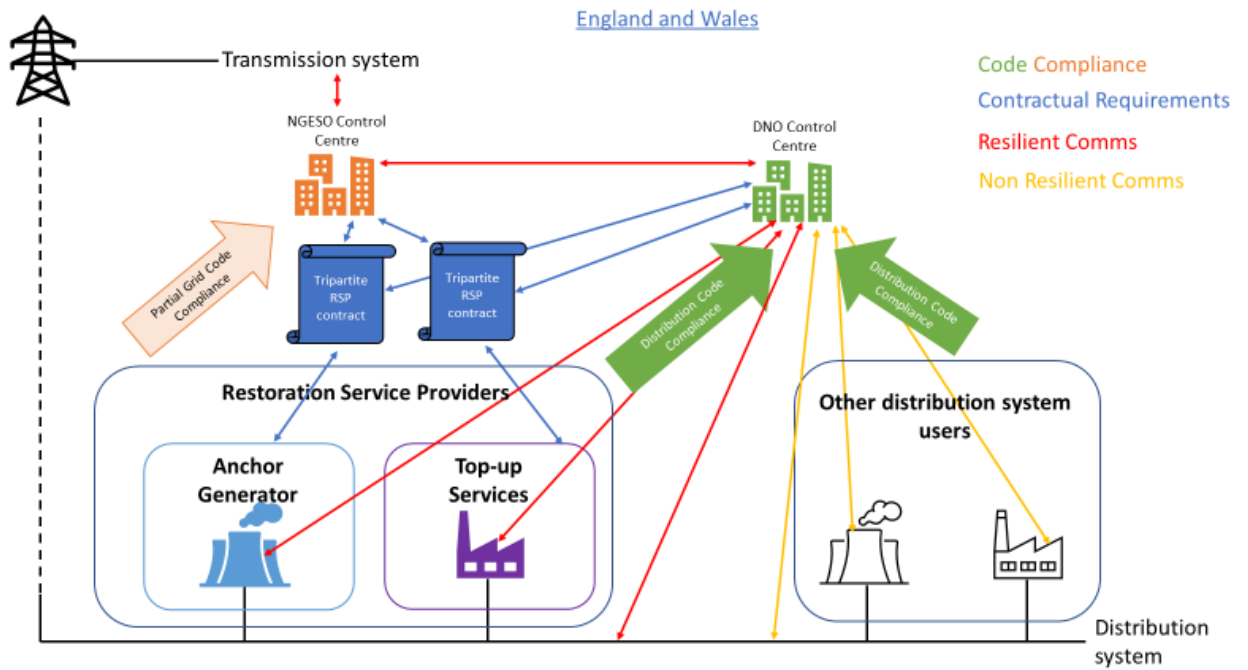 England and Wales
Transmission system
Code Compliance
Contractual Requirements
Resilient Comms
Non Resilient Comms
NGESO Control
Centre
DNO Control
Centre
Partial Grid Code
Compliance
Tripartite
RSP
contract
Tripartite
RSP
contract
Distribution Code
Compliance
Distribution Code
Compliance
Restoration Service Providers
Other distribution system
users
Anchor
Generator
Top-up
Services
Distribution
system